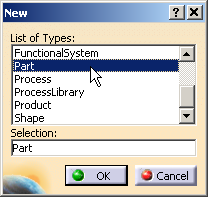 New
?
List of Types:
FunctionalSystem
Part
Process
ProcessLibrary
Product
Shape
Selection:
Part
OK
Cancel